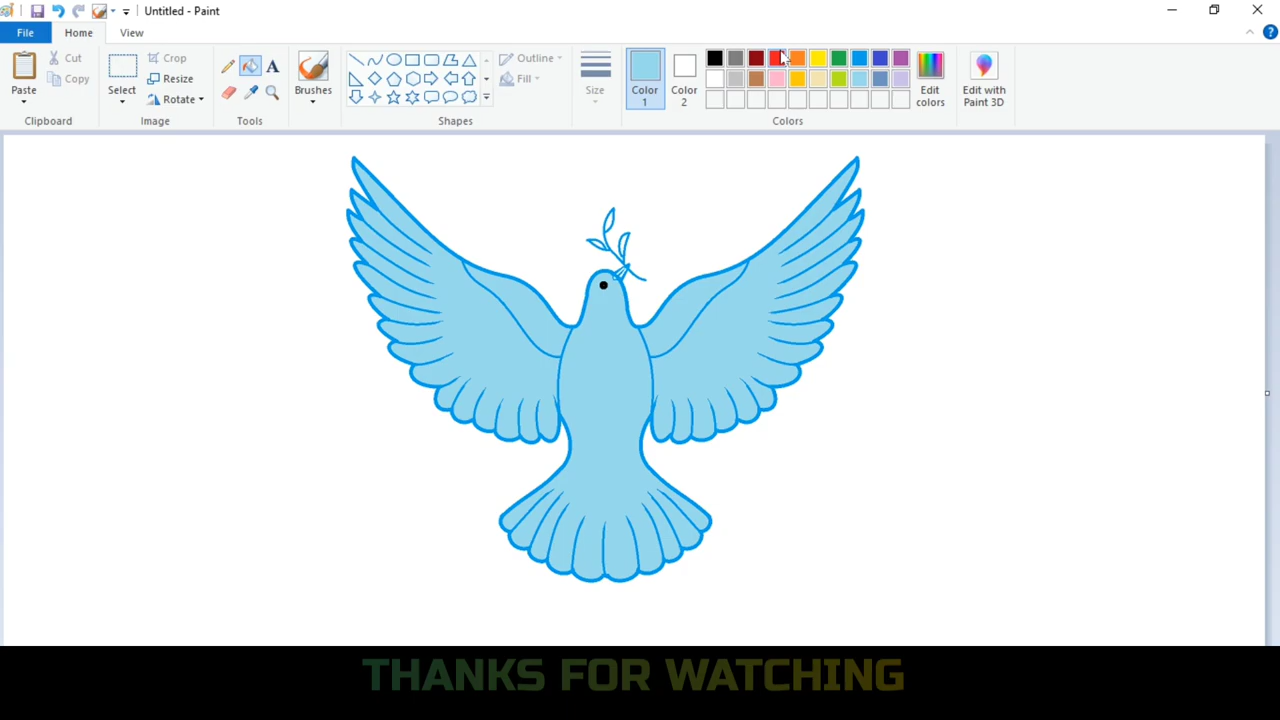 Untitled - Paint
File Home View
Paste
Cut
Copy
Clipboard
Select
Crop
Resize
Rotate
Image
A
Tools
Brushes
Shapes
Outline
Fill
Size
Color 1
Color 2
Colors
Edit colors
Edit with Paint 3D
THANKS FOR WATCHING